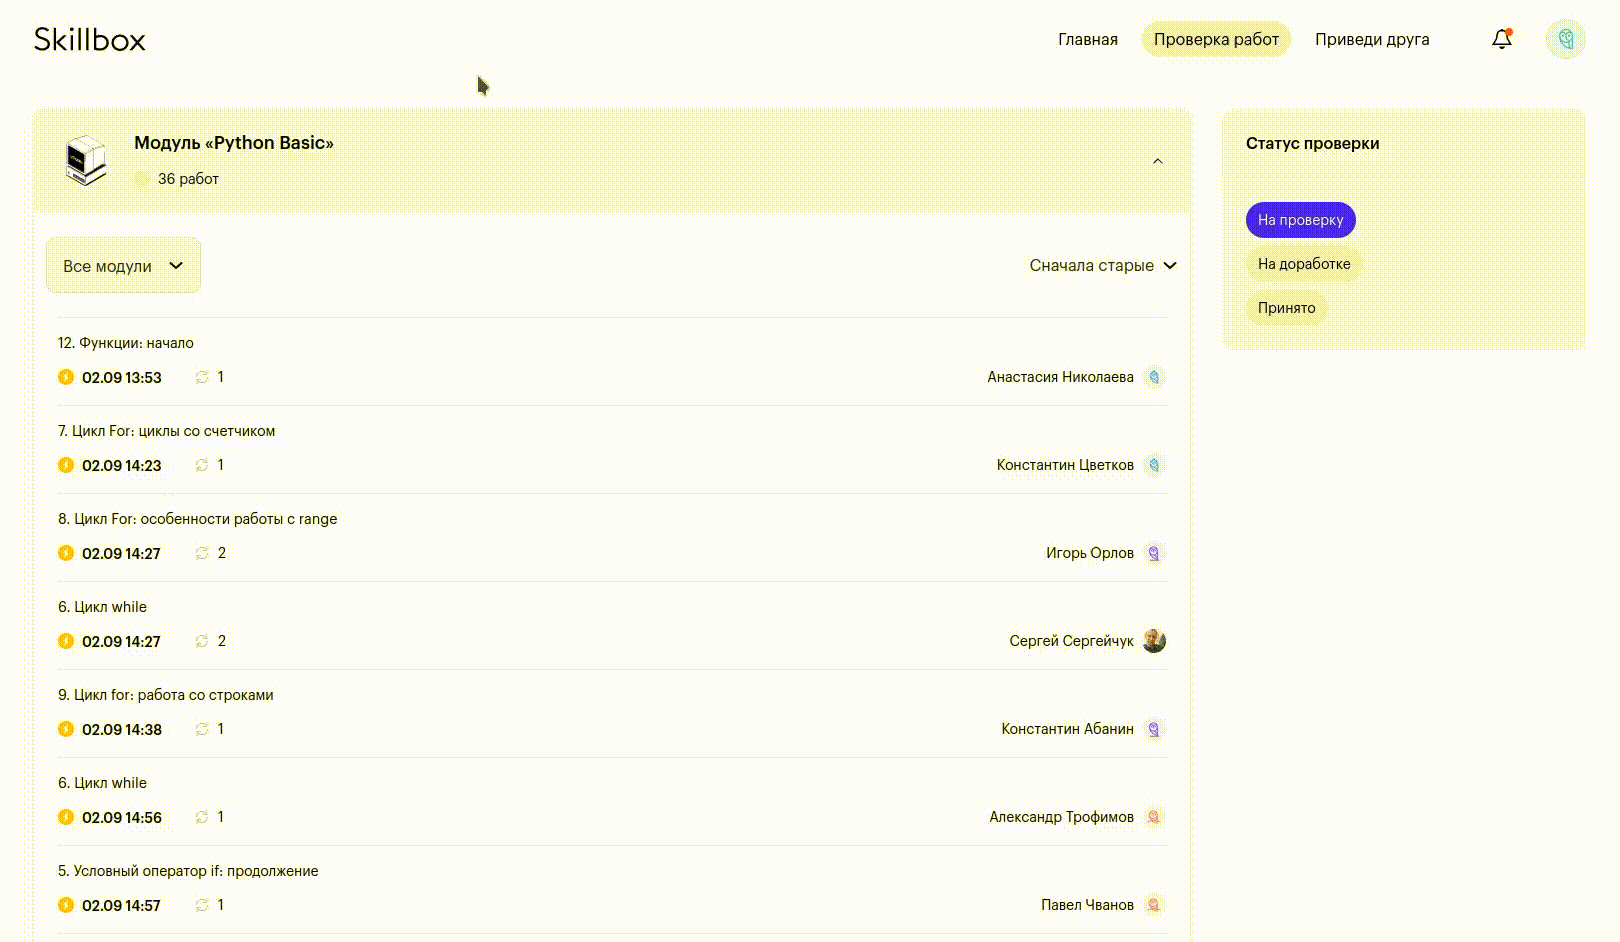 Skillbox
Главная
Проверка работ
Приведи друга
Модуль «Python Basic»
36 работ
Все модули
Сначала старые
12. Функции: начало
02.09 13:53
1
Анастасия Николаева
7. Цикл For: циклы со счетчиком
02.09 14:23
1
Константин Цветков
8. Цикл For: особенности работы с range
02.09 14:27
2
Игорь Орлов
6. Цикл while
02.09 14:27
2
Сергей Сергейчук
9. Цикл for: работа со строками
02.09 14:38
1
Константин Абанин
6. Цикл while
02.09 14:56
1
Александр Трофимов
5. Условный оператор if: продолжение
02.09 14:57
1
Павел Чванов
Статус проверки
На проверку
На доработке
Принято